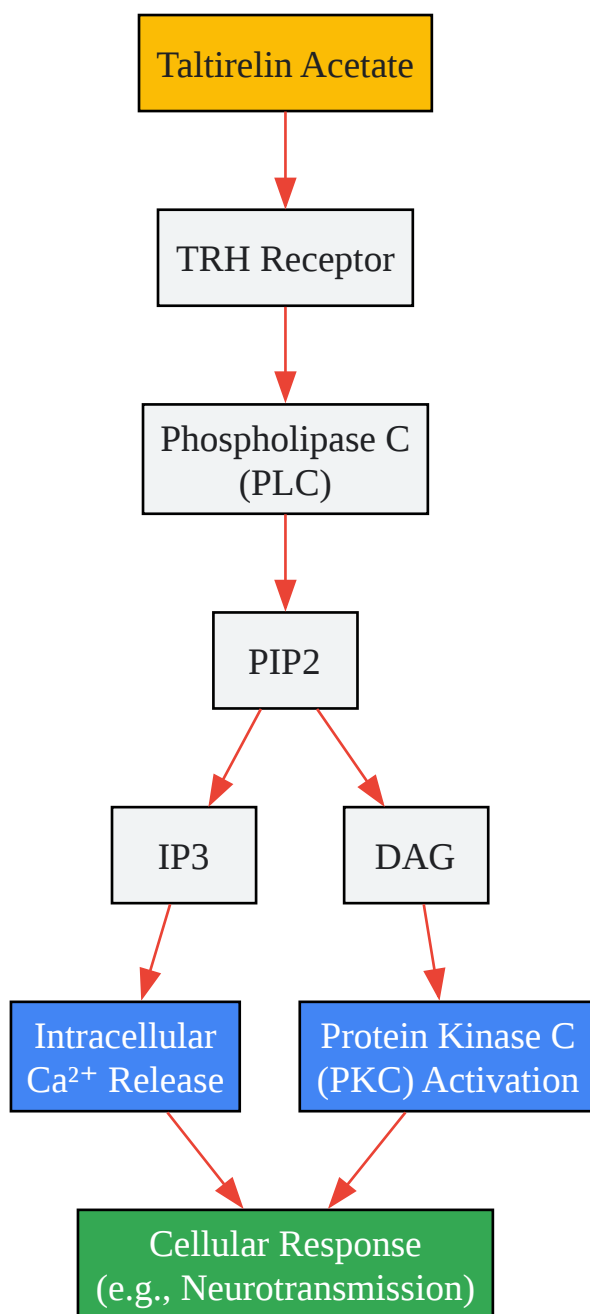 Taltirelin Acetate
TRH Receptor
Phospholipase C
(PLC)
PIP2
IP3
DAG
Intracellular
Ca²⁺ Release
Protein Kinase C
(PKC) Activation
Cellular Response
(e.g., Neurotransmission)